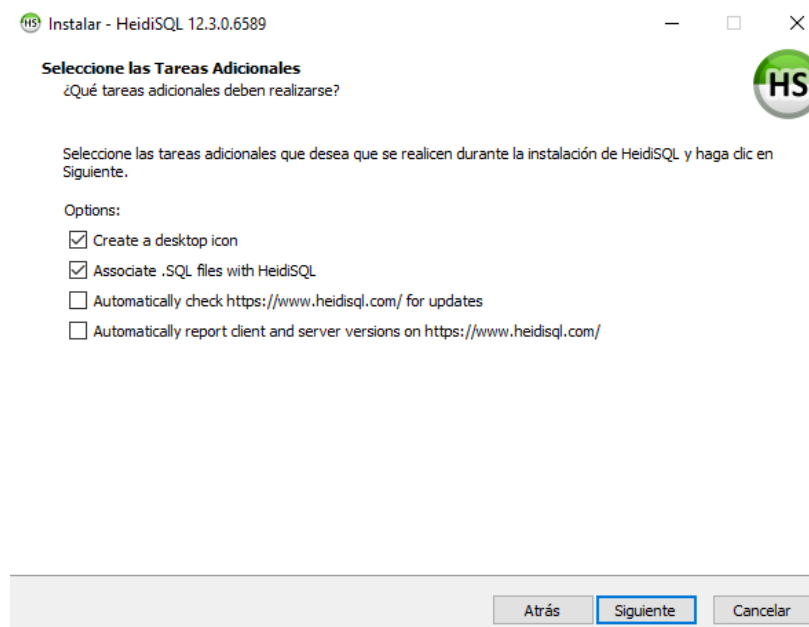 HS Instalar - HeidiSQL 12.3.0.6589
Seleccione las Tareas Adicionales
¿Qué tareas adicionales deben realizarse?
HS
Seleccione las tareas adicionales que desea que se realicen durante la instalación de HeidiSQL y haga clic en
Siguiente.
Options:
Create a desktop icon
Associate .SQL files with HeidiSQL
Automatically check https://www.heidisql.com/ for updates
Automatically report client and server versions on https://www.heidisql.com/
Atrás Siguiente Cancelar